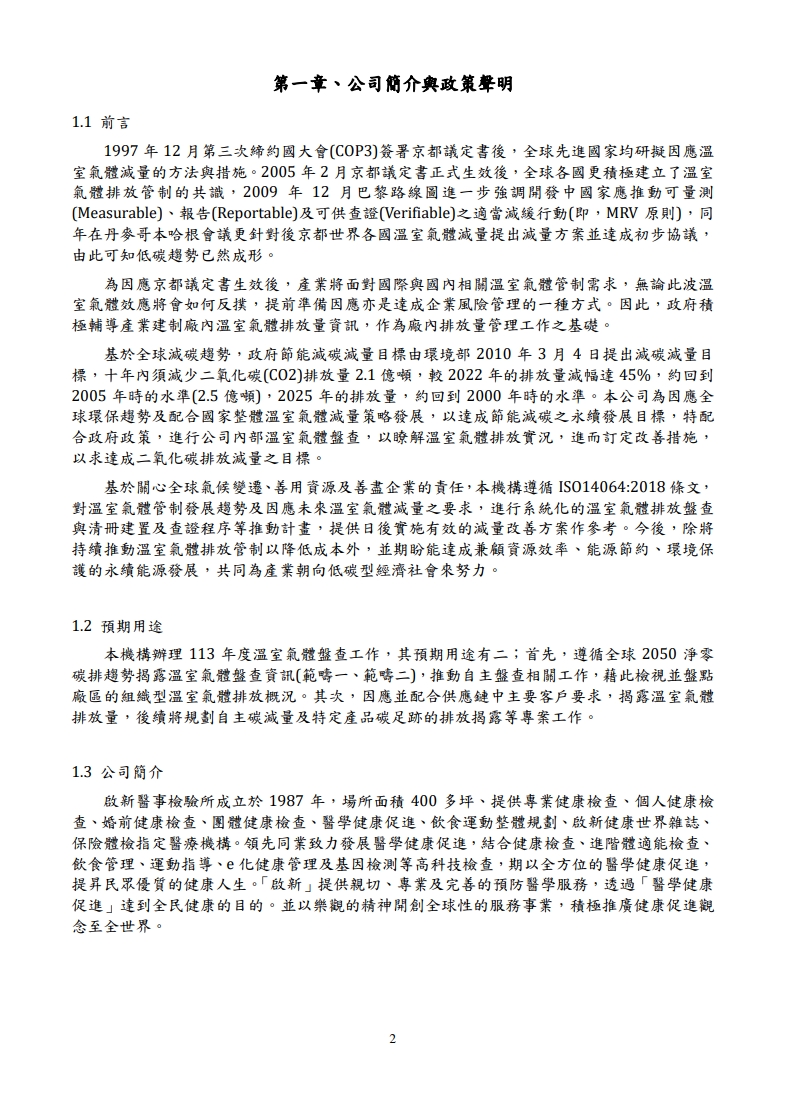 第一章、公司簡介與政策聲明
1.1 前言
1997 年 12 月第三次締約國大會(COP3)簽署京都議定書後，全球先進國家均研擬因應溫
室氣體減量的方法與措施。2005 年 2 月京都議定書正式生效後，全球各國更積極建立了溫室
氣體排放管制的共識，2009 年 12 月巴黎路線圖進一步強調開發中國家應推動可量測
(Measurable)、報告(Reportable)及可供查證(Verifiable)之適當減緩行動(即，MRV 原則)，同
年在丹麥哥本哈根會議更針對後京都世界各國溫室氣體減量提出減量方案並達成初步協議，
由此可知低碳趨勢已然成形。
為因應京都議定書生效後，產業將面對國際與國內相關溫室氣體管制需求，無論此波溫
室氣體效應將會如何反撲，提前準備因應亦是達成企業風險管理的一種方式。因此，政府積
極輔導產業建制廠內溫室氣體排放量資訊，作為廠內排放量管理工作之基礎。
基於全球減碳趨勢，政府節能減碳減量目標由環境部 2010 年 3 月 4 日提出減碳減量目
標，十年內須減少二氧化碳(CO2)排放量 2.1 億噸，較 2022 年的排放量減幅達 45%，約回到
2005 年時的水準(2.5 億噸)，2025 年的排放量，約回到 2000 年時的水準。本公司為因應全
球環保趨勢及配合國家整體溫室氣體減量策略發展，以達成節能減碳之永續發展目標，特配
合政府政策，進行公司內部溫室氣體盤查，以瞭解溫室氣體排放實況，進而訂定改善措施，
以求達成二氧化碳排放減量之目標。
基於關心全球氣候變遷、善用資源及善盡企業的責任，本機構遵循 ISO14064:2018 條文，
對溫室氣體管制發展趨勢及因應未來溫室氣體減量之要求，進行系統化的溫室氣體排放盤查
與清冊建置及查證程序等推動計畫，提供日後實施有效的減量改善方案作參考。今後，除將
持續推動溫室氣體排放管制以降低成本外，並期盼能達成兼顧資源效率、能源節約、環境保
護的永續能源發展，共同為產業朝向低碳型經濟社會來努力。
1.2 預期用途
本機構辦理 113 年度溫室氣體盤查工作，其預期用途有二；首先，遵循全球 2050 淨零
碳排趨勢揭露溫室氣體盤查資訊(範疇一、範疇二)，推動自主盤查相關工作，藉此檢視並盤點
廠區的組織型溫室氣體排放概況。其次，因應並配合供應鏈中主要客戶要求，揭露溫室氣體
排放量，後續將規劃自主碳減量及特定產品碳足跡的排放揭露等專案工作。
1.3 公司簡介
啟新醫事檢驗所成立於 1987 年，場所面積 400 多坪、提供專業健康檢查、個人健康檢
查、婚前健康檢查、團體健康檢查、醫學健康促進、飲食運動整體規劃、啟新健康世界雜誌、
保險體檢指定醫療機構。領先同業致力發展醫學健康促進，結合健康檢查、進階體適能檢查、
飲食管理、運動指導、e 化健康管理及基因檢測等高科技檢查，期以全方位的醫學健康促進，
提昇民眾優質的健康人生。「啟新」提供親切、專業及完善的預防醫學服務，透過「醫學健康
促進」達到全民健康的目的。並以樂觀的精神開創全球性的服務事業，積極推廣健康促進觀
念至全世界。
2